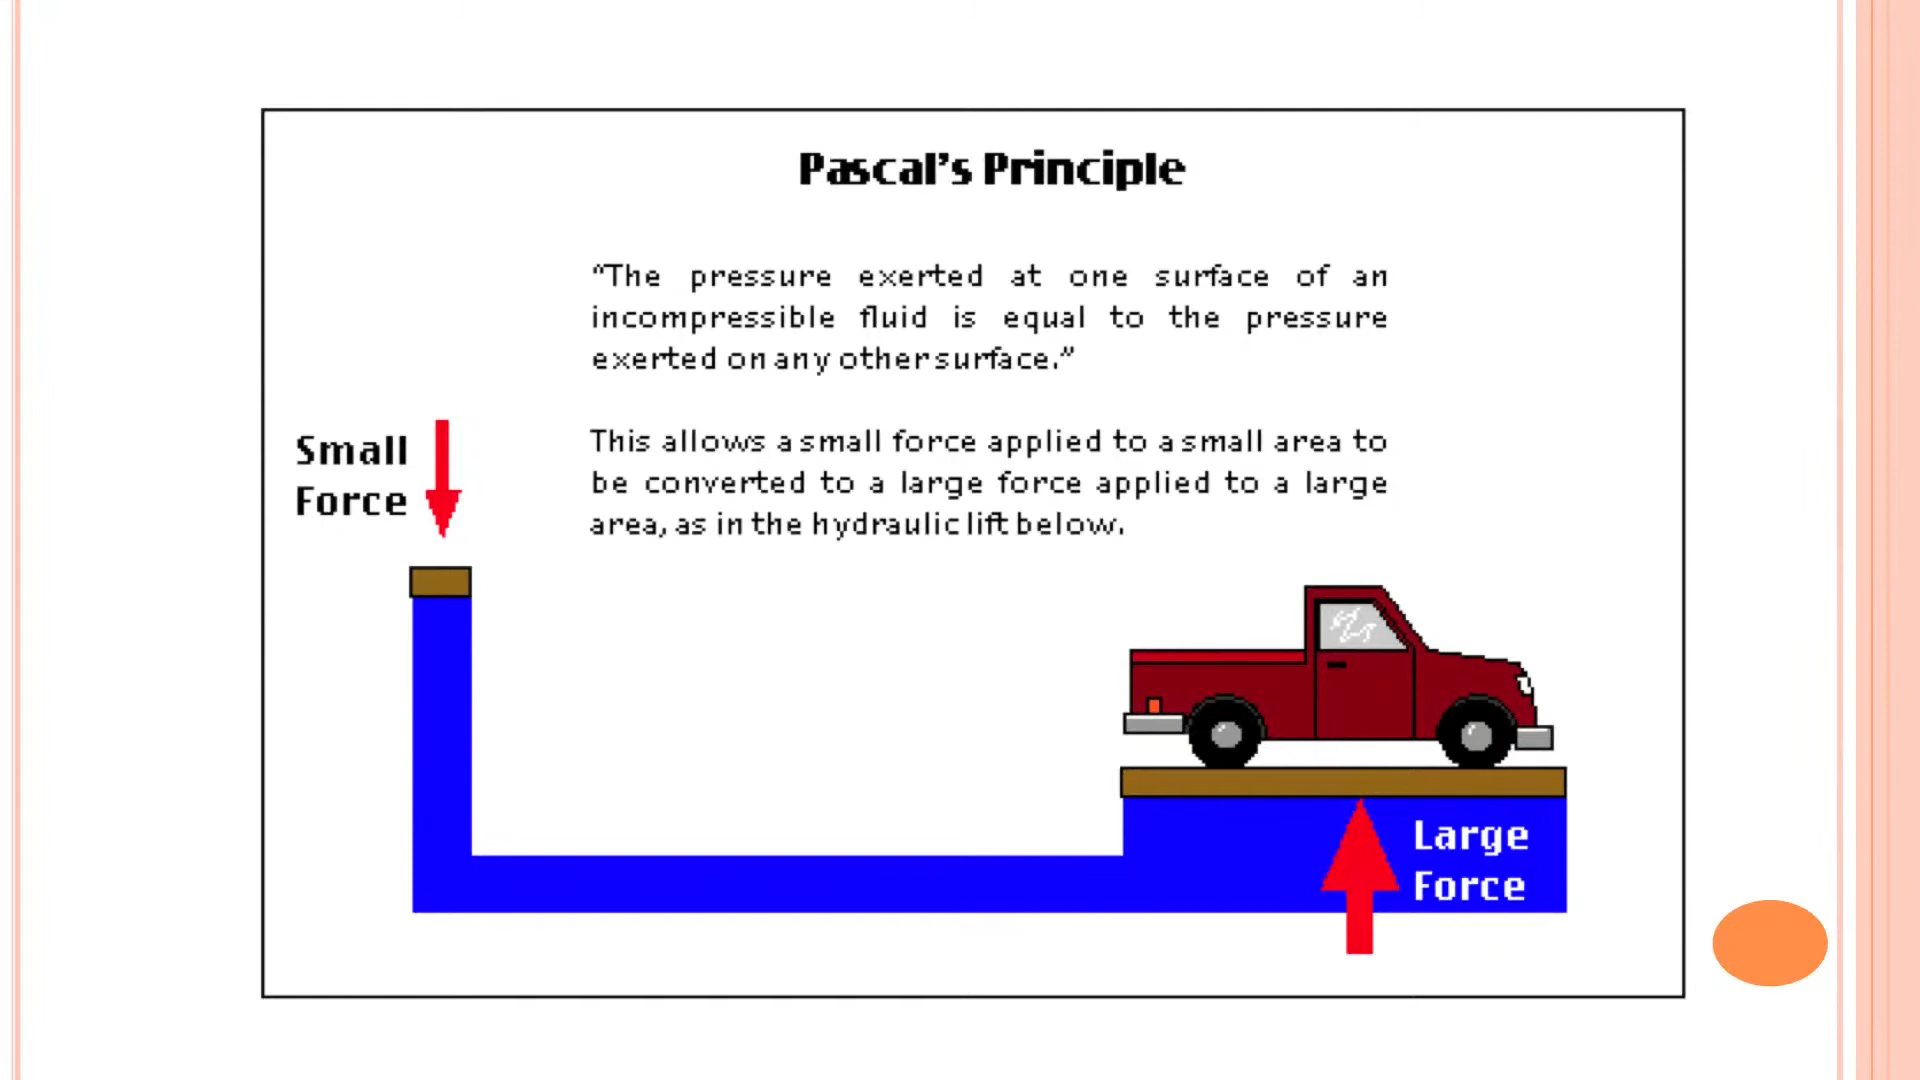 Pascal's Principle
“The pressure exerted at one surface of an
incompressible fluid is equal to the pressure
exerted on any other surface.”
This allows a small force applied to a small area to
be converted to a large force applied to a large
area, as in the hydraulic lift below.
Small
Force
Large
Force